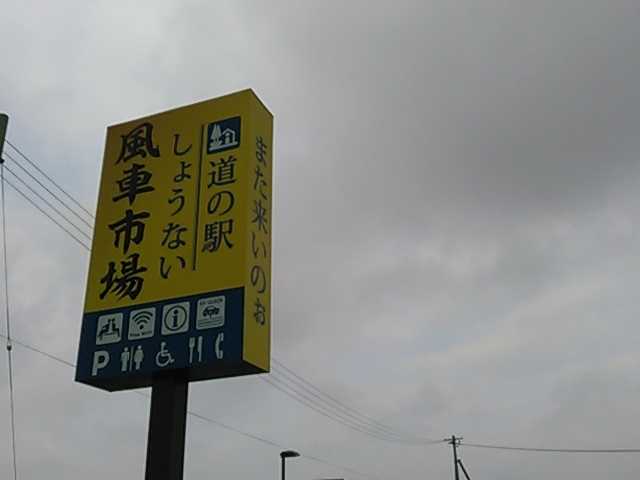 道の駅
しょうない
風車市場
また来いのぉ
Free Wi-Fi
i
EV QUICK
P